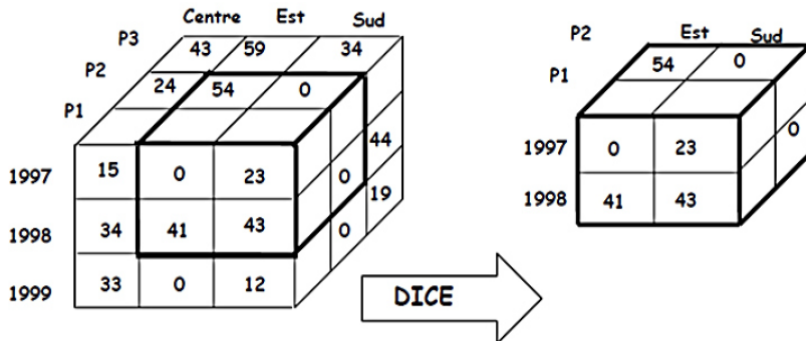 Centre Est Sud
P3 43 59 34
P2 24 54 0
P1
1997 15 0 23 44
0 19
1998 34 41 43
0
1999 33 0 12
DICE
P2 Est Sud
54 0
P1
1997 0 23 0
1998 41 43